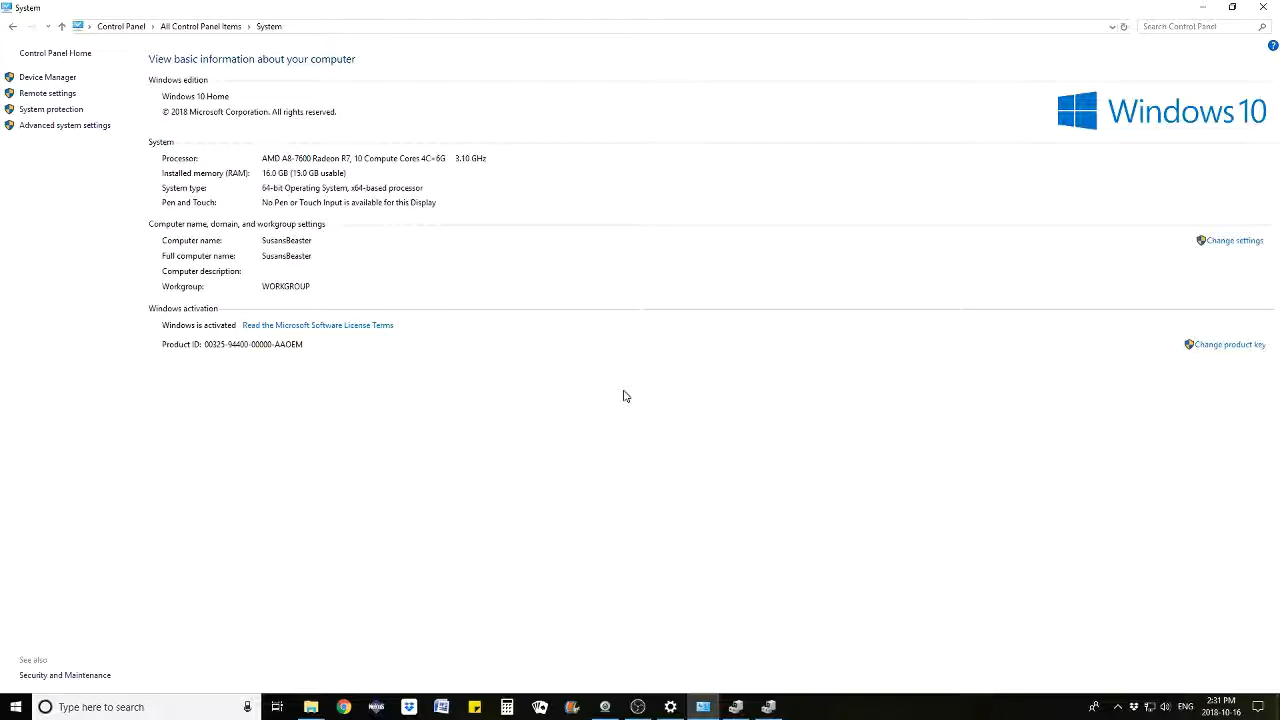 System
Control Panel > All Control Panel Items > System
Search Control Panel
Control Panel Home
Device Manager
Remote settings
System protection
Advanced system settings
View basic information about your computer
Windows edition
Windows 10 Home
© 2018 Microsoft Corporation. All rights reserved.
Windows 10
System
Processor: AMD A8-7600 Radeon R7, 10 Compute Cores 4C+6G 3.10 GHz
Installed memory (RAM): 16.0 GB (15.0 GB usable)
System type: 64-bit Operating System, x64-based processor
Pen and Touch: No Pen or Touch Input is available for this Display
Computer name, domain, and workgroup settings
Computer name: SusansBeaster
Change settings
Full computer name: SusansBeaster
Computer description:
Workgroup: WORKGROUP
Windows activation
Windows is activated Read the Microsoft Software License Terms
Product ID: 00325-94400-00000-AAOEM
Change product key
See also
Security and Maintenance
Type here to search
ENG
2:31 PM
2018-10-16